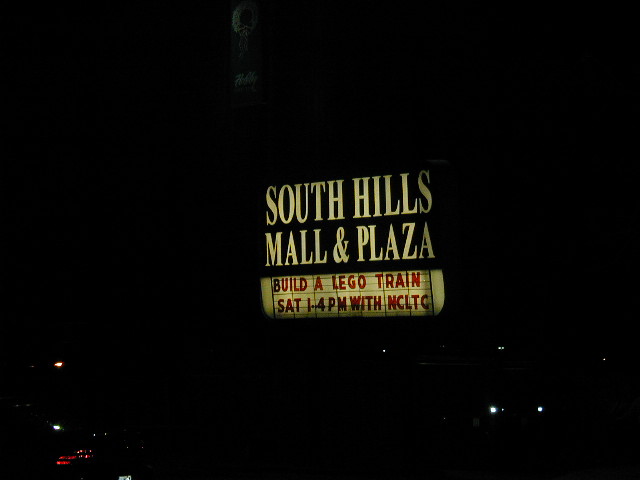 SOUTH HILLS
MALL & PLAZA
BUILD A LEGO TRAIN
SAT 1-4 PM WITH NCLTC